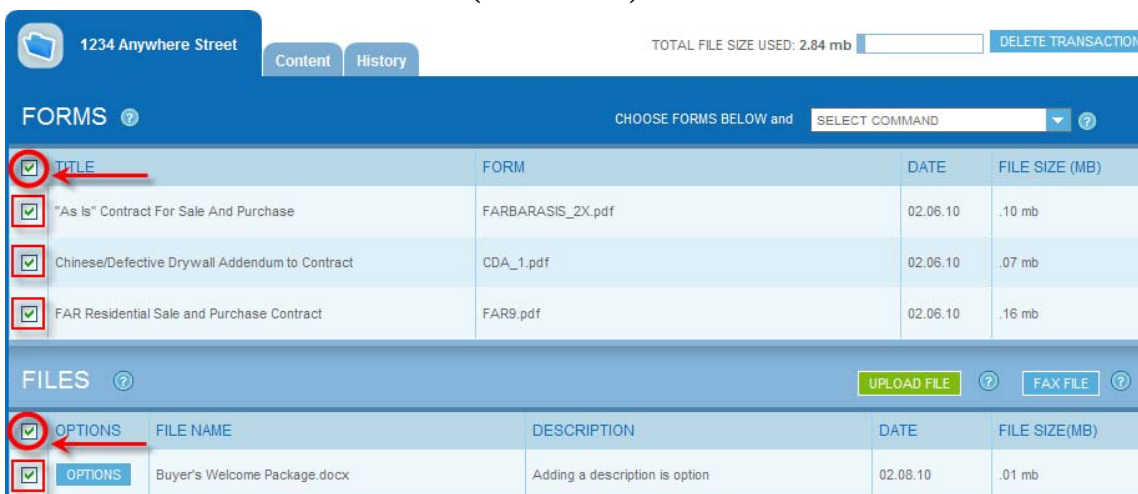 1234 Anywhere Street Content History TOTAL FILE SIZE USED: 2.84 mb DELETE TRANSACTION
FORMS ? CHOOSE FORMS BELOW and SELECT COMMAND ?
TITLE FORM DATE FILE SIZE (MB)
"As Is" Contract For Sale And Purchase FARBARASIS_2X.pdf 02.06.10 .10 mb
Chinese/Defective Drywall Addendum to Contract CDA_1.pdf 02.06.10 .07 mb
FAR Residential Sale and Purchase Contract FAR9.pdf 02.06.10 .16 mb
FILES ? UPLOAD FILE ? FAX FILE ?
OPTIONS FILE NAME DESCRIPTION DATE FILE SIZE(MB)
OPTIONS Buyer's Welcome Package.docx Adding a description is option 02.08.10 .01 mb